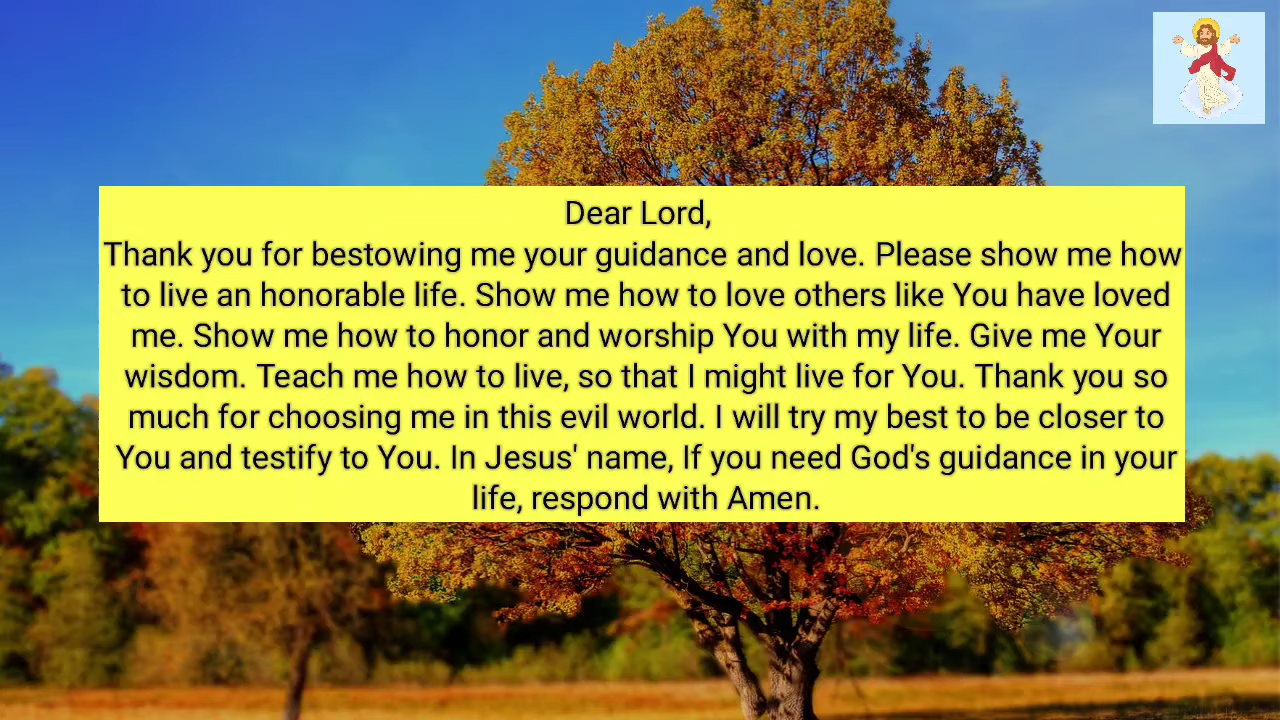 Dear Lord,
Thank you for bestowing me your guidance and love. Please show me how
to live an honorable life. Show me how to love others like You have loved
me. Show me how to honor and worship You with my life. Give me Your
wisdom. Teach me how to live, so that I might live for You. Thank you so
much for choosing me in this evil world. I will try my best to be closer to
You and testify to You. In Jesus' name, If you need God's guidance in your
life, respond with Amen.